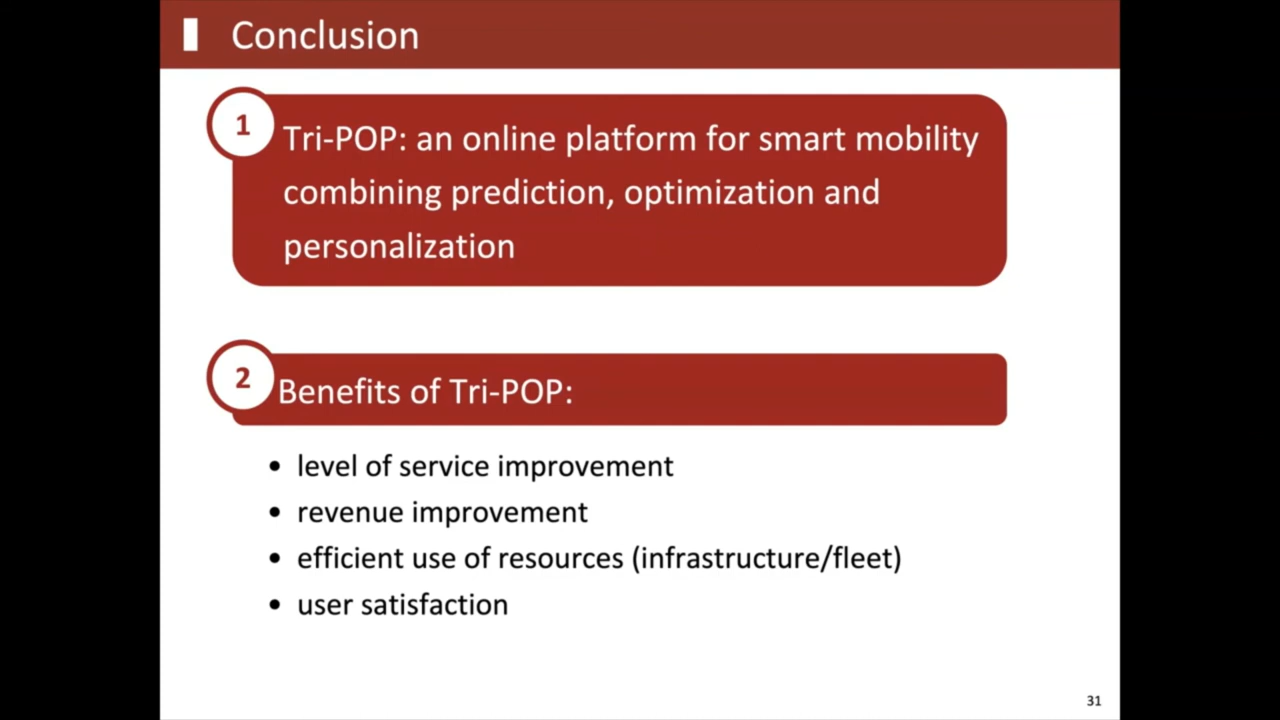 Conclusion
1
Tri-POP: an online platform for smart mobility
combining prediction, optimization and
personalization
2
Benefits of Tri-POP:
• level of service improvement
• revenue improvement
• efficient use of resources (infrastructure/fleet)
• user satisfaction
31